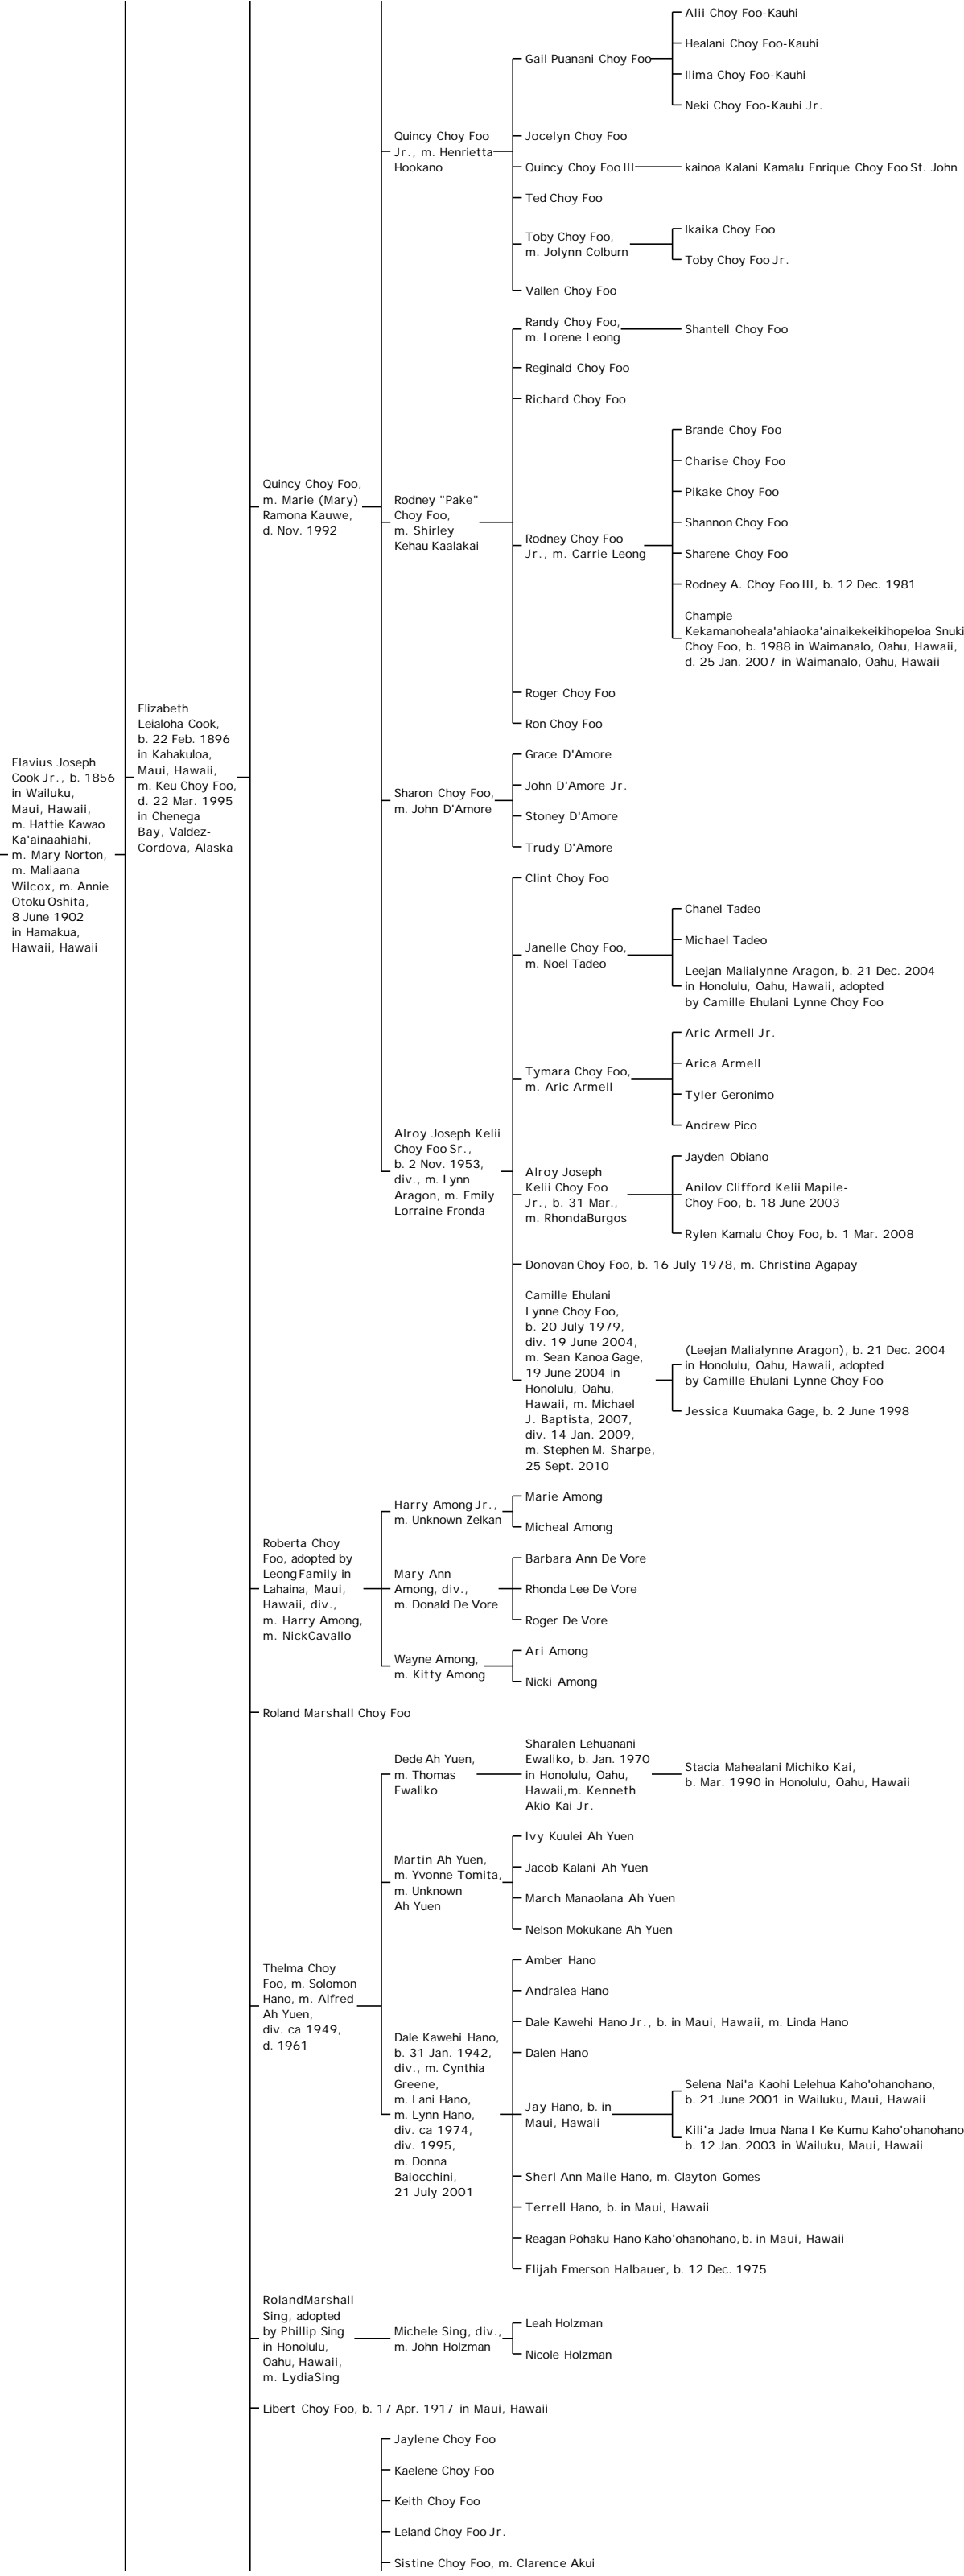 Alii Choy Foo-Kauhi
Healani Choy Foo-Kauhi
Gail Puanani Choy Foo
Ilima Choy Foo-Kauhi
Neki Choy Foo-Kauhi Jr.
Quincy Choy Foo
Jr., m. Henrietta
Hookano
Jocelyn Choy Foo
Quincy Choy Foo III
kainoa Kalani Kamalu Enrique Choy Foo St. John
Ted Choy Foo
Toby Choy Foo,
m. Jolynn Colburn
Ikaika Choy Foo
Toby Choy Foo Jr.
Vallen Choy Foo
Randy Choy Foo,
m. Lorene Leong
Shantell Choy Foo
Reginald Choy Foo
Richard Choy Foo
Brande Choy Foo
Charise Choy Foo
Quincy Choy Foo,
m. Marie (Mary)
Ramona Kauwe,
d. Nov. 1992
Rodney "Pake"
Choy Foo,
m. Shirley
Kehau Kaalakai
Pikake Choy Foo
Shannon Choy Foo
Rodney Choy Foo
Jr., m. Carrie Leong
Sharene Choy Foo
Rodney A. Choy Foo III, b. 12 Dec. 1981
Champie
Kekamanoheala'ahiaoka'ainaikekeikihopeloa Snuki
Choy Foo, b. 1988 in Waimanalo, Oahu, Hawaii,
d. 25 Jan. 2007 in Waimanalo, Oahu, Hawaii
Roger Choy Foo
Ron Choy Foo
Flavius Joseph
Cook Jr., b. 1856
in Wailuku,
Maui, Hawaii,
m. Hattie Kawao
Ka'ainaahiahi,
m. Mary Norton,
m. Maliaana
Wilcox, m. Annie
Otoku Oshita,
8 June 1902
in Hamakua,
Hawaii, Hawaii
Elizabeth
Leialoha Cook,
b. 22 Feb. 1896
in Kahakuloa,
Maui, Hawaii,
m. Keu Choy Foo,
d. 22 Mar. 1995
in Chenega
Bay, Valdez-
Cordova, Alaska
Sharon Choy Foo,
m. John D'Amore
Grace D'Amore
John D'Amore Jr.
Stoney D'Amore
Trudy D'Amore
Clint Choy Foo
Janelle Choy Foo,
m. Noel Tadeo
Chanel Tadeo
Michael Tadeo
Leejan Malialynne Aragon, b. 21 Dec. 2004
in Honolulu, Oahu, Hawaii, adopted
by Camille Ehulani Lynne Choy Foo
Tymara Choy Foo,
m. Aric Armell
Aric Armell Jr.
Arica Armell
Tyler Geronimo
Andrew Pico
Alroy Joseph Kelii
Choy Foo Sr.,
b. 2 Nov. 1953,
div., m. Lynn
Aragon, m. Emily
Lorraine Fronda
Alroy Joseph
Kelii Choy Foo
Jr., b. 31 Mar.,
m. RhondaBurgos
Jayden Obiano
Anilov Clifford Kelii Mapile-
Choy Foo, b. 18 June 2003
Rylen Kamalu Choy Foo, b. 1 Mar. 2008
Donovan Choy Foo, b. 16 July 1978, m. Christina Agapay
Camille Ehulani
Lynne Choy Foo,
b. 20 July 1979,
div. 19 June 2004,
m. Sean Kanoa Gage,
19 June 2004 in
Honolulu, Oahu,
Hawaii, m. Michael
J. Baptista, 2007,
div. 14 Jan. 2009,
m. Stephen M. Sharpe,
25 Sept. 2010
(Leejan Malialynne Aragon), b. 21 Dec. 2004
in Honolulu, Oahu, Hawaii, adopted
by Camille Ehulani Lynne Choy Foo
Jessica Kuumaka Gage, b. 2 June 1998
Roberta Choy
Foo, adopted by
Leong Family in
Lahaina, Maui,
Hawaii, div.,
m. Harry Among,
m. NickCavallo
Harry Among Jr.,
m. Unknown Zelkan
Marie Among
Micheal Among
Mary Ann
Among, div.,
m. Donald De Vore
Barbara Ann De Vore
Rhonda Lee De Vore
Roger De Vore
Wayne Among,
m. Kitty Among
Ari Among
Nicki Among
Roland Marshall Choy Foo
Dede Ah Yuen,
m. Thomas
Ewaliko
Sharalen Lehuanani
Ewaliko, b. Jan. 1970
in Honolulu, Oahu,
Hawaii,m. Kenneth
Akio Kai Jr.
Stacia Mahealani Michiko Kai,
b. Mar. 1990 in Honolulu, Oahu, Hawaii
Martin Ah Yuen,
m. Yvonne Tomita,
m. Unknown
Ah Yuen
Ivy Kuulei Ah Yuen
Jacob Kalani Ah Yuen
March Manaolana Ah Yuen
Nelson Mokukane Ah Yuen
Thelma Choy
Foo, m. Solomon
Hano, m. Alfred
Ah Yuen,
div. ca 1949,
d. 1961
Amber Hano
Andralea Hano
Dale Kawehi Hano Jr., b. in Maui, Hawaii, m. Linda Hano
Dalen Hano
Dale Kawehi Hano,
b. 31 Jan. 1942,
div., m. Cynthia
Greene,
m. Lani Hano,
m. Lynn Hano,
div. ca 1974,
div. 1995,
m. Donna
Baiocchini,
21 July 2001
Jay Hano, b. in
Maui, Hawaii
Selena Nai'a Kaohi Lelehua Kaho'ohanohano,
b. 21 June 2001 in Wailuku, Maui, Hawaii
Kili'a Jade Imua Nana I Ke Kumu Kaho'ohanohano
b. 12 Jan. 2003 in Wailuku, Maui, Hawaii
Sherl Ann Maile Hano, m. Clayton Gomes
Terrell Hano, b. in Maui, Hawaii
Reagan Pöhaku Hano Kaho'ohanohano, b. in Maui, Hawaii
Elijah Emerson Halbauer, b. 12 Dec. 1975
RolandMarshall
Sing, adopted
by Phillip Sing
in Honolulu,
Oahu, Hawaii,
m. LydiaSing
Michele Sing, div.,
m. John Holzman
Leah Holzman
Nicole Holzman
Libert Choy Foo, b. 17 Apr. 1917 in Maui, Hawaii
Jaylene Choy Foo
Kaelene Choy Foo
Keith Choy Foo
Leland Choy Foo Jr.
Sistine Choy Foo, m. Clarence Akui